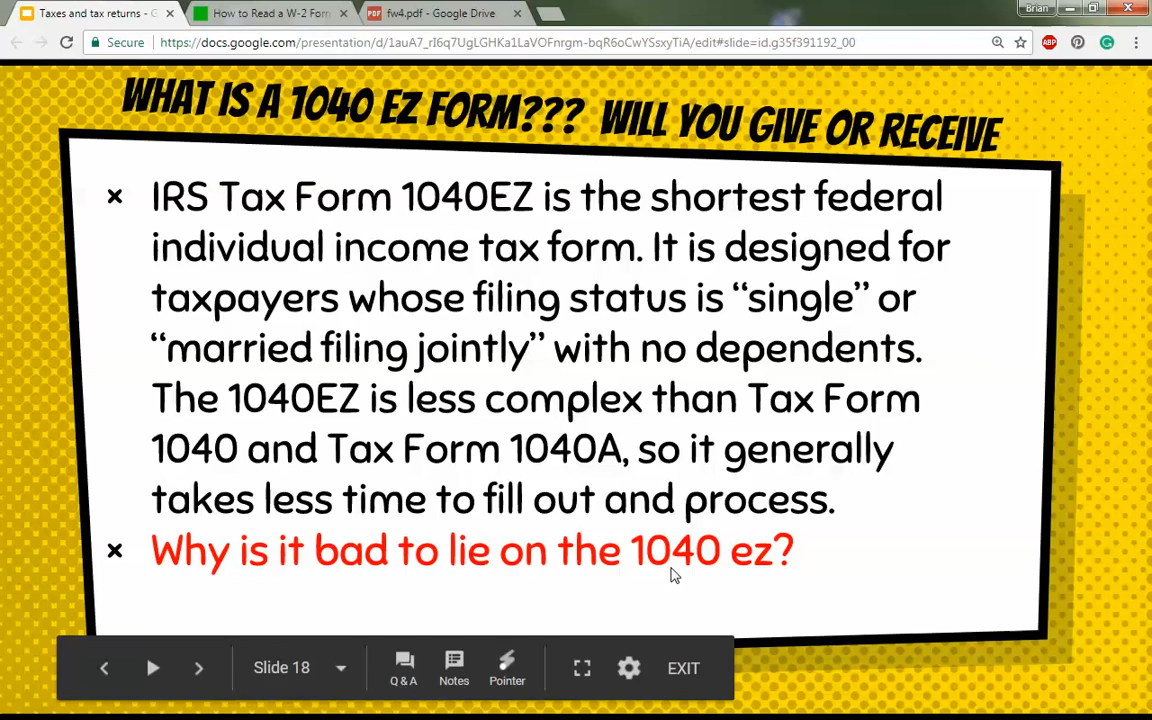 Brian
Taxes and tax returns - G
How to Read a W-2 Form
fw4.pdf - Google Drive
Secure
https://docs.google.com/presentation/d/1auA7_rI6q7UgLGHKa1LaVOFnrgm-bqR6oCwYSsxyTiA/edit#slide=id.g35f391192_00
ABP
PDF
WHAT IS A 1040 EZ FORM??? WILL YOU GIVE OR RECEIVE
× IRS Tax Form 1040EZ is the shortest federal
individual income tax form. It is designed for
taxpayers whose filing status is “single” or
“married filing jointly” with no dependents.
The 1040EZ is less complex than Tax Form
1040 and Tax Form 1040A, so it generally
takes less time to fill out and process.
× Why is it bad to lie on the 1040 ez?
Slide 18
Q & A
Notes
Pointer
EXIT